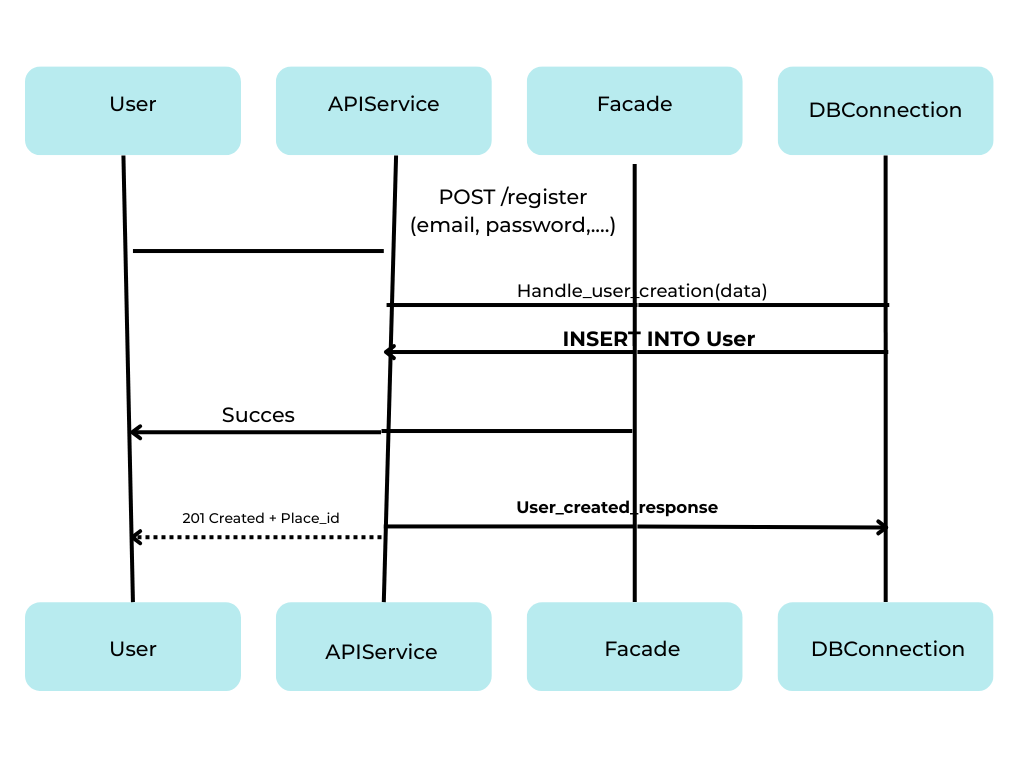 User
APIService
Facade
DBConnection
POST /register
(email, password,....)
Handle_user_creation(data)
INSERT INTO User
Succes
User_created_response
201 Created + Place_id
User
APIService
Facade
DBConnection